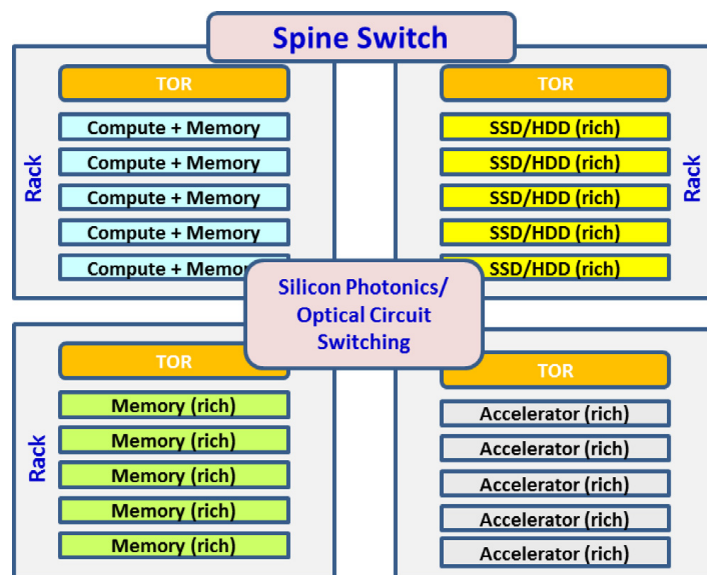 Spine Switch
TOR
Rack
Compute + Memory
Compute + Memory
Compute + Memory
Compute + Memory
Compute + Memory
TOR
Rack
SSD/HDD (rich)
SSD/HDD (rich)
SSD/HDD (rich)
SSD/HDD (rich)
SSD/HDD (rich)
Silicon Photonics/
Optical Circuit
Switching
TOR
Rack
Memory (rich)
Memory (rich)
Memory (rich)
Memory (rich)
Memory (rich)
TOR
Accelerator (rich)
Accelerator (rich)
Accelerator (rich)
Accelerator (rich)
Accelerator (rich)